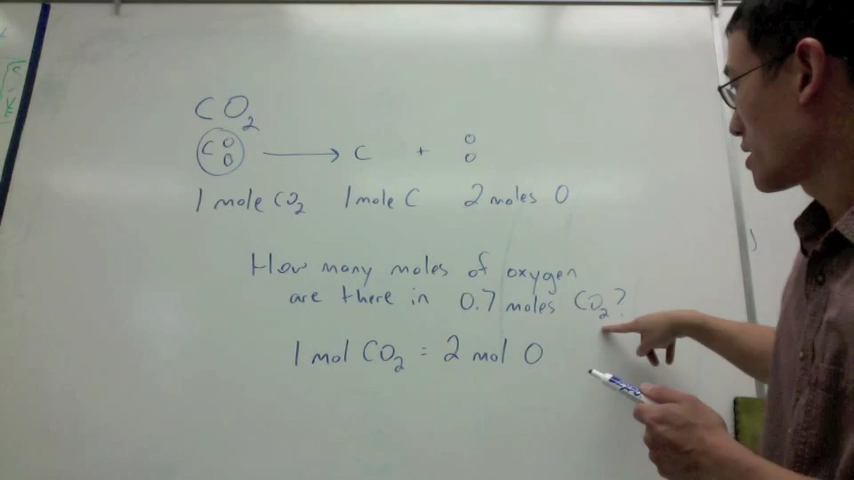 CO₂
C O O → C + O O
1 mole CO₂ 1 mole C 2 moles O
How many moles of oxygen
are there in 0.7 moles CO₂?
1 mol CO₂ = 2 mol O